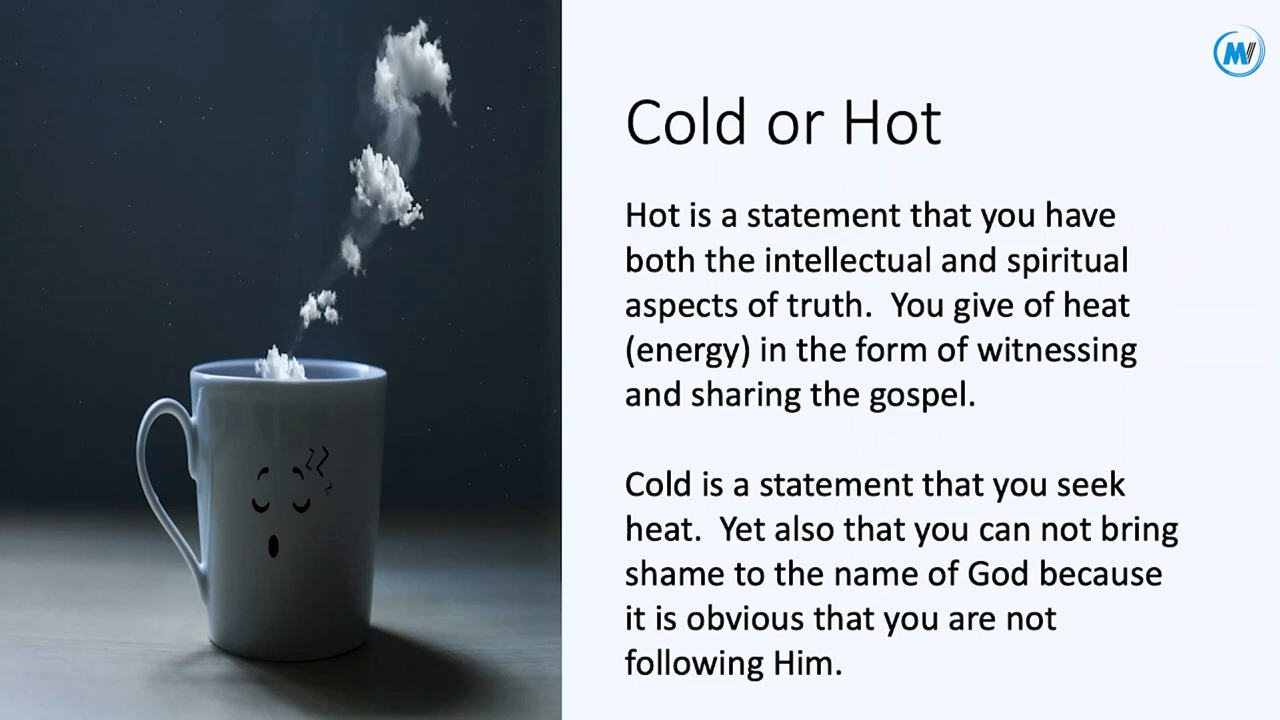 MV
Cold or Hot
Hot is a statement that you have
both the intellectual and spiritual
aspects of truth.  You give of heat
(energy) in the form of witnessing
and sharing the gospel.
Cold is a statement that you seek
heat.  Yet also that you can not bring
shame to the name of God because
it is obvious that you are not
following Him.